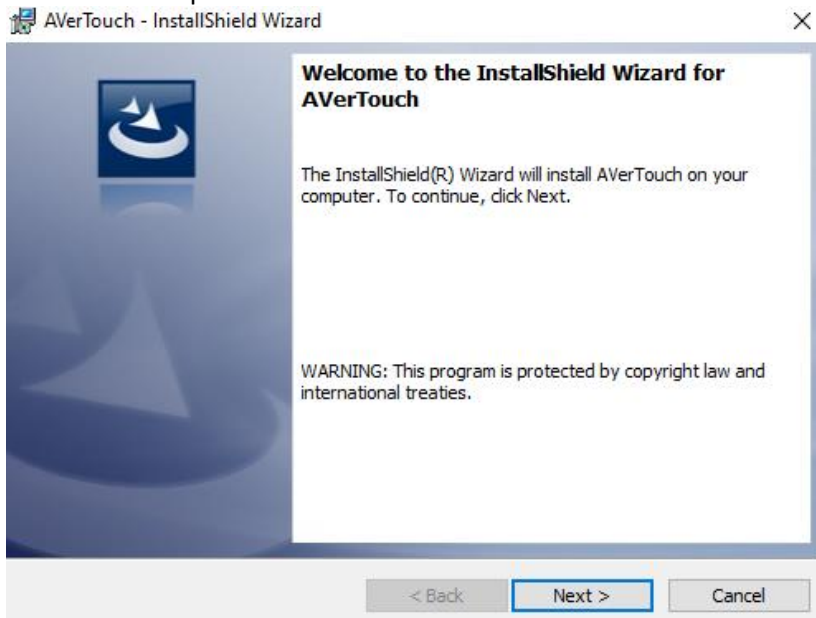 AVerTouch - InstallShield Wizard
Welcome to the InstallShield Wizard for
AVerTouch
The InstallShield(R) Wizard will install AVerTouch on your
computer. To continue, click Next.
WARNING: This program is protected by copyright law and
international treaties.
< Back
Next >
Cancel